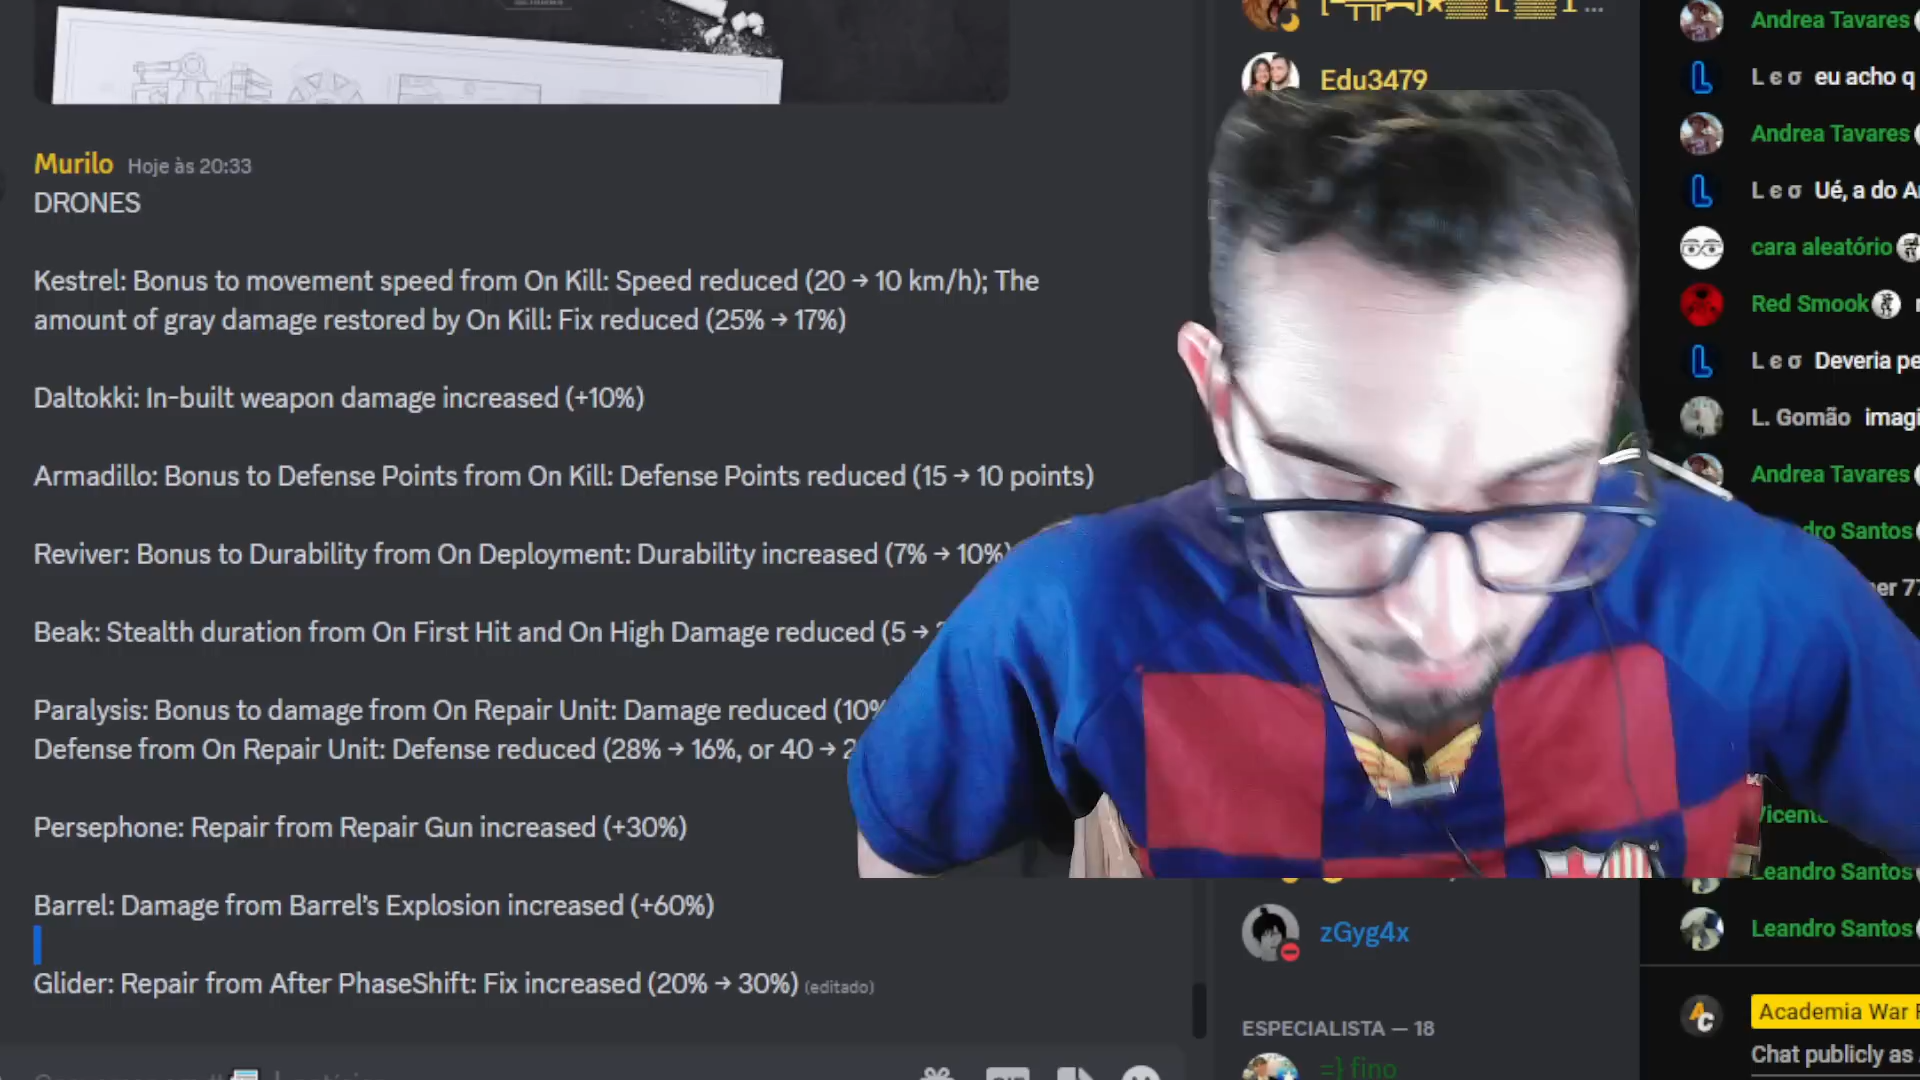 Murilo Hoje às 20:33
DRONES
Kestrel: Bonus to movement speed from On Kill: Speed reduced (20 → 10 km/h); The
amount of gray damage restored by On Kill: Fix reduced (25% → 17%)
Daltokki: In-built weapon damage increased (+10%)
Armadillo: Bonus to Defense Points from On Kill: Defense Points reduced (15 → 10 points)
Reviver: Bonus to Durability from On Deployment: Durability increased (7% → 10%)
Beak: Stealth duration from On First Hit and On High Damage reduced (5 →
Paralysis: Bonus to damage from On Repair Unit: Damage reduced (10%
Defense from On Repair Unit: Defense reduced (28% → 16%, or 40 →
Persephone: Repair from Repair Gun increased (+30%)
Barrel: Damage from Barrel's Explosion increased (+60%)
Glider: Repair from After PhaseShift: Fix increased (20% → 30%) (editado)
Edu3479
zGyg4x
ESPECIALISTA — 18
=} fino
Andrea Tavares
L e σ eu acho q
Andrea Tavares
L e σ Ué, a do
cara aleatório
Red Smook
L e σ Deveria
L. Gomão
Andrea Tavares
Santos
Leandro Santos
Leandro Santos
Academia War
Chat publicly as